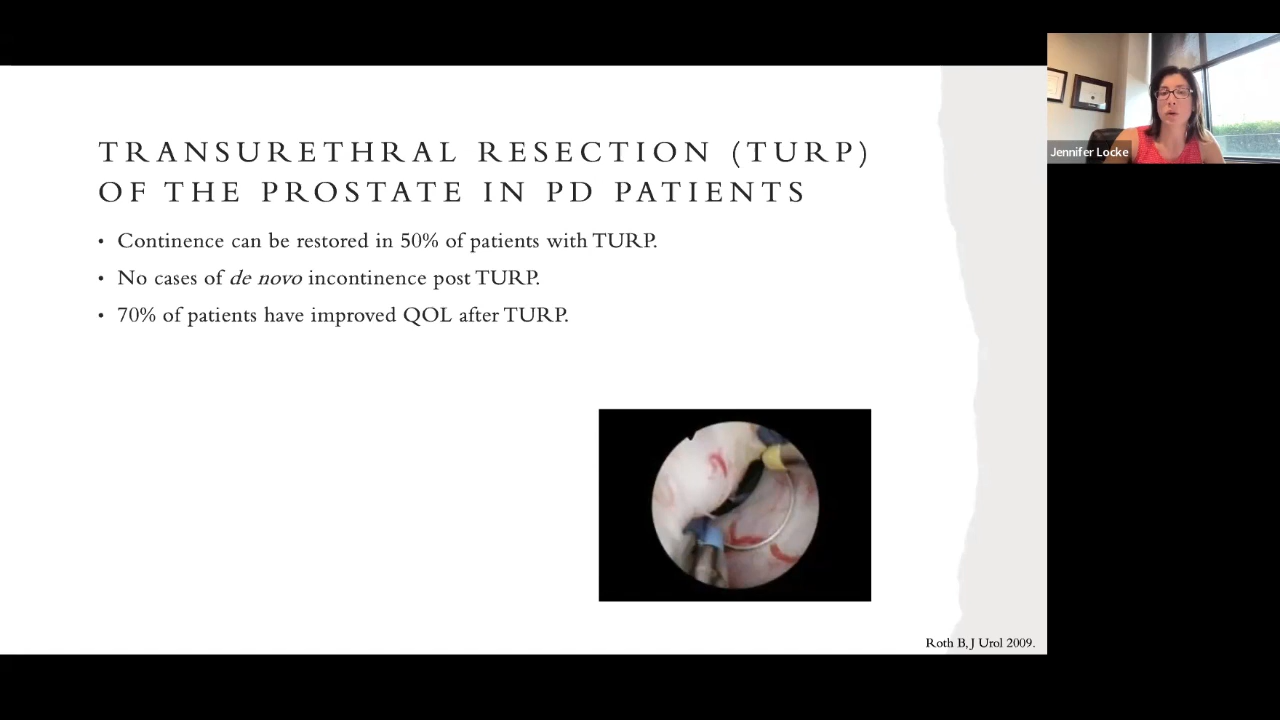 TRANSURETHRAL RESECTION (TURP)
OF THE PROSTATE IN PD PATIENTS
• Continence can be restored in 50% of patients with TURP.
• No cases of de novo incontinence post TURP.
• 70% of patients have improved QOL after TURP.
Roth B, J Urol 2009.
Jennifer Locke